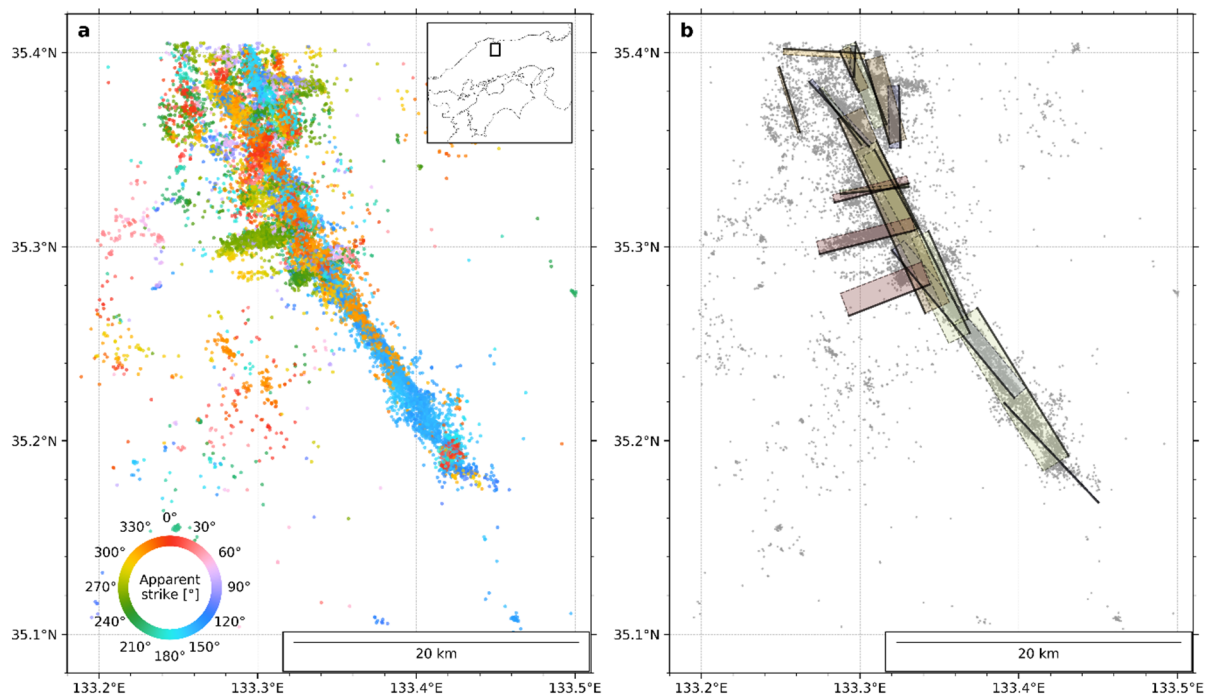 a
b
35.4°N
35.3°N
35.2°N
35.1°N
35.4°N
35.3°N
35.2°N
35.1°N
0°
330°
30°
300°
60°
270°
Apparent
strike [°]
90°
240°
120°
210°
150°
180°
20 km
20 km
133.2°E
133.3°E
133.4°E
133.5°E
133.2°E
133.3°E
133.4°E
133.5°E